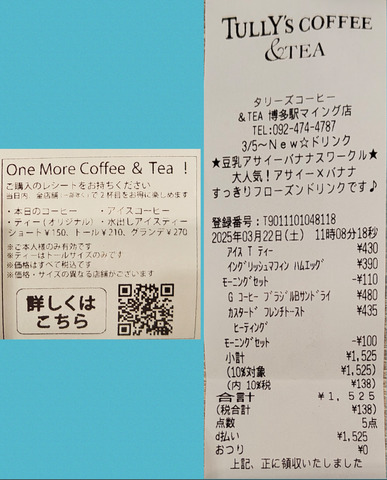 One More Coffee & Tea !
ご購入のレシートをお持ちください
で2杯目をお得に楽しめます
・本日のコーヒー ・アイスコーヒー
・ティー(オリジナル)・水出しアイスティー
ショート¥150、トール¥210、グランデ¥270
※ご本人様のみ有効です
※ティーはトールサイズのみです
※価格はすべて税込です
※価格・サイズの異なる店舗がございます
詳しくは
こちら
TULLY'S COFFEE
& TEA
タリーズコーヒー
&TEA 博多駅マイング店
TEL:092-474-4787
3/5~New☆ドリンク
★豆乳アサイーバナナスワークル★
大人気!アサイー×バナナ
すっきりフローズンドリンクです♪
登録番号:T9011101048118
2025年03月22日(土) 11時08分18秒
アイス T ティー ¥430
イングリッシュマフィン ハムエッグ ¥390
モーニングセット -¥110
G コーヒー ブラジルBサンドライ ¥480
カスタード フレンチトースト ¥435
ヒーティング
モーニングセット -¥100
小計 ¥1,525
(10%対象 ¥1,525)
(内 10%税 ¥138)
合計 ¥1,525
(税合計 ¥138)
点数 5点
d払い ¥1,525
おつり ¥0
上記、正に領収いたしました